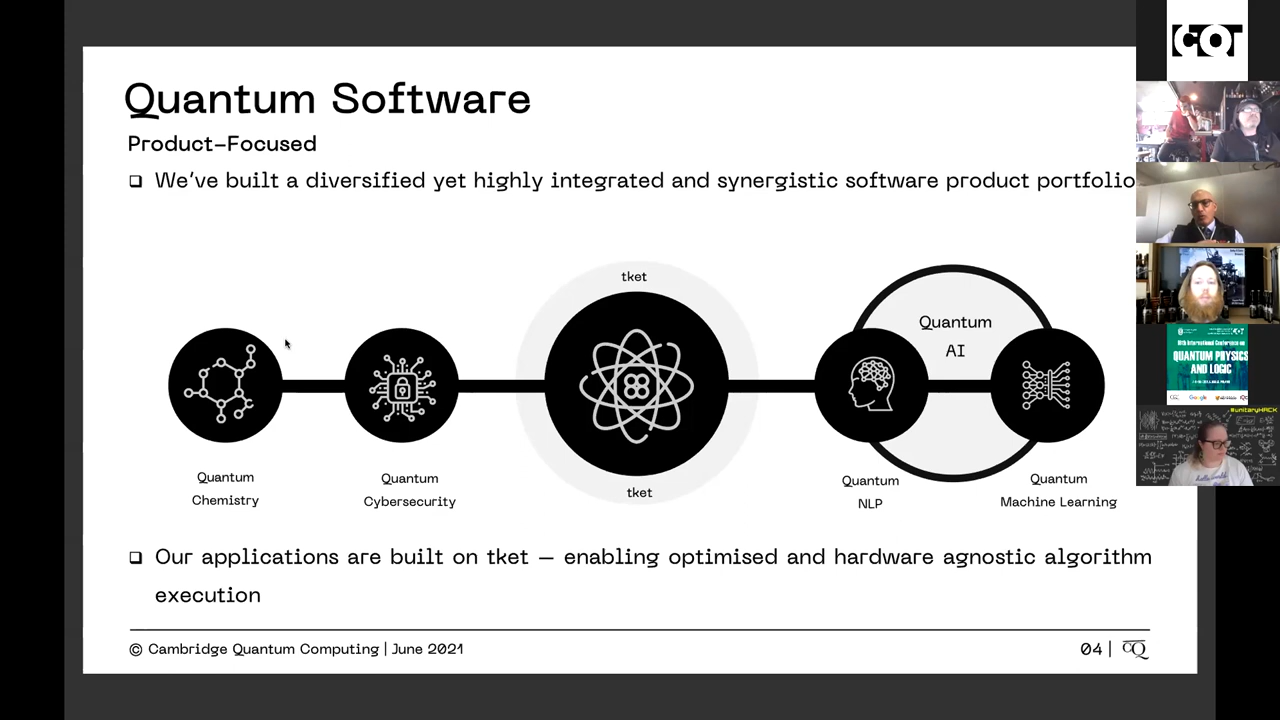 Quantum Software
Product-Focused
❑ We've built a diversified yet highly integrated and synergistic software product portfolio
tket
Quantum
AI
Quantum
Chemistry
Quantum
Cybersecurity
tket
Quantum
NLP
Quantum
Machine Learning
❑ Our applications are built on tket – enabling optimised and hardware agnostic algorithm
execution
© Cambridge Quantum Computing | June 2021
04 | CQ
QUANTUM PHYSICS
AND LOGIC
Google
#unitaryHACK